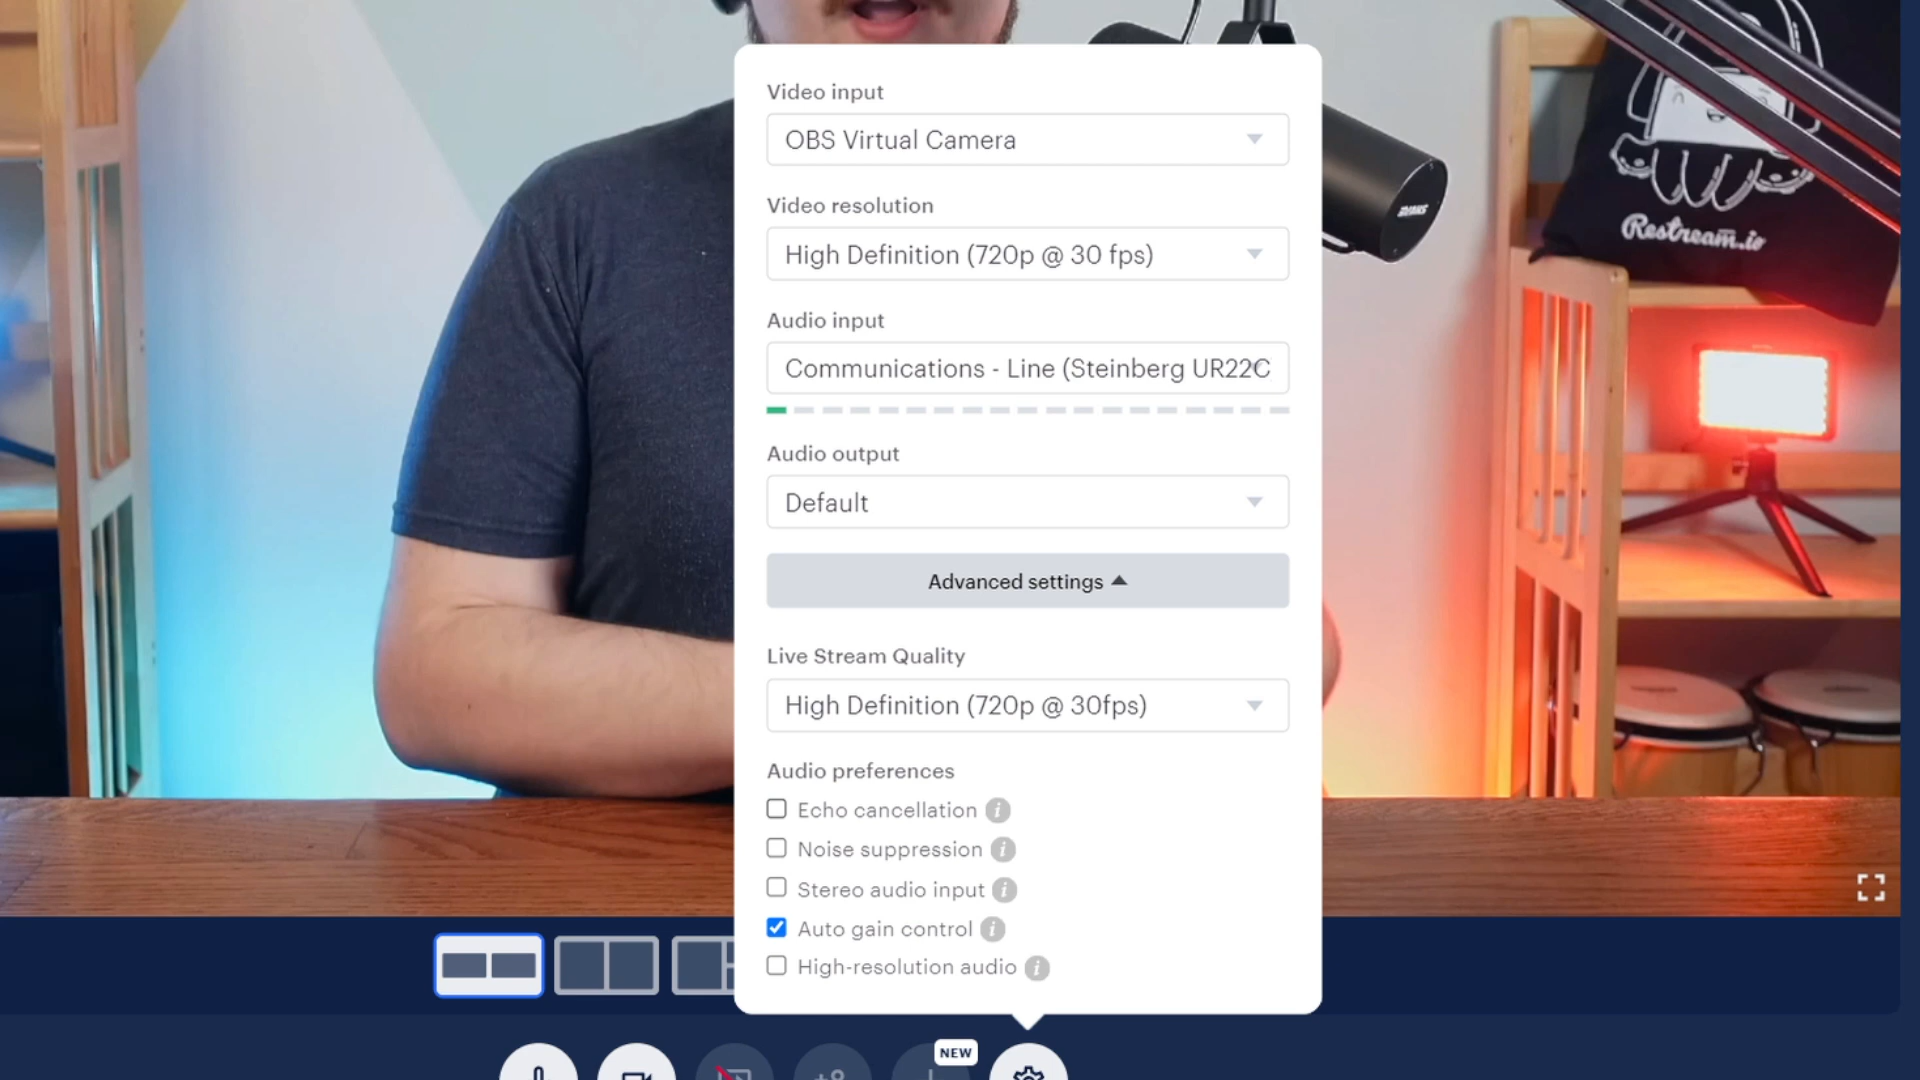 Video input
OBS Virtual Camera
Video resolution
High Definition (720p @ 30 fps)
Audio input
Communications - Line (Steinberg UR22C
Audio output
Default
Advanced settings
Live Stream Quality
High Definition (720p @ 30fps)
Audio preferences
Echo cancellation
Noise suppression
Stereo audio input
Auto gain control
High-resolution audio
NEW
Restream.io